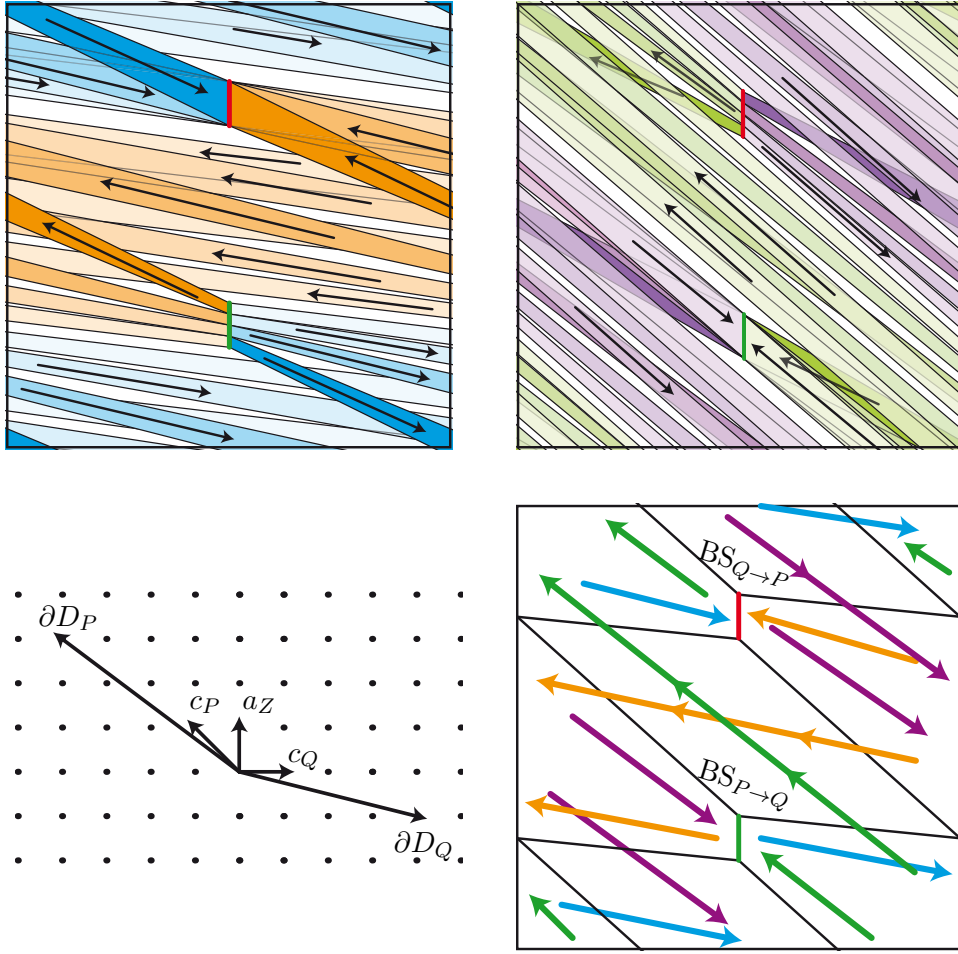 BS_{Q→P}
∂D_P
c_P
a_Z
c_Q
∂D_Q
BS_{P→Q}